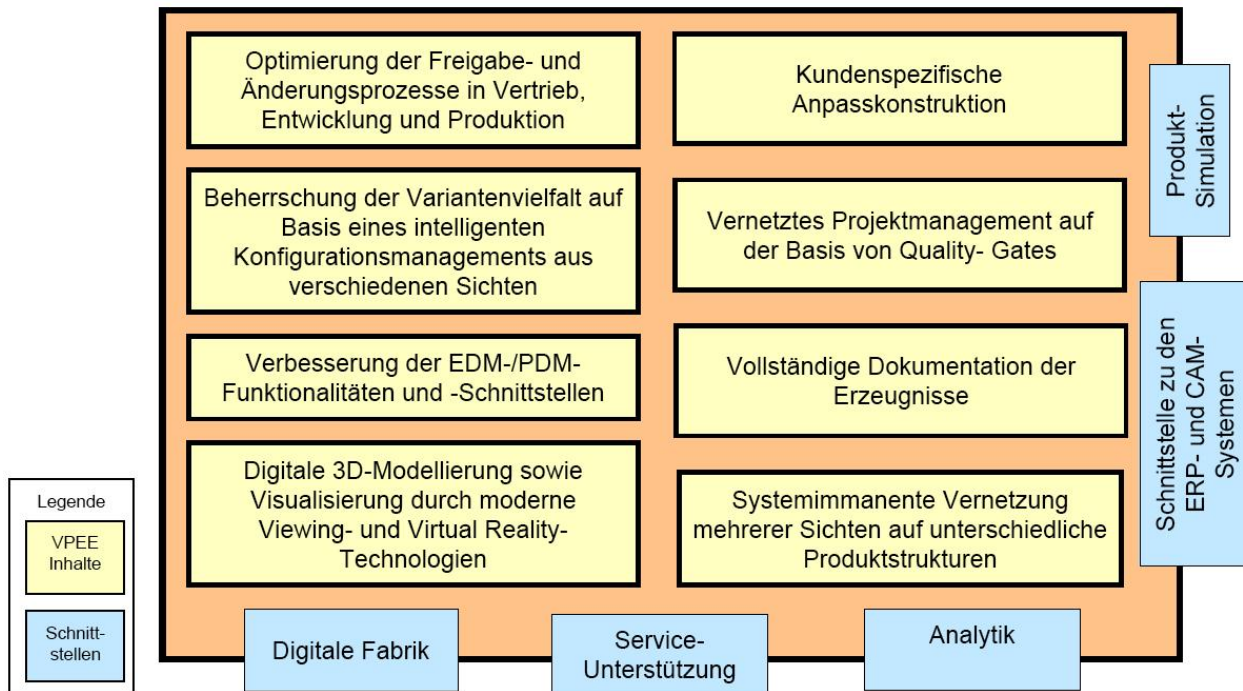 Optimierung der Freigabe- und
Änderungsprozesse in Vertrieb,
Entwicklung und Produktion
Beherrschung der Variantenvielfalt auf
Basis eines intelligenten
Konfigurationsmanagements aus
verschiedenen Sichten
Verbesserung der EDM-/PDM-
Funktionalitäten und -Schnittstellen
Digitale 3D-Modellierung sowie
Visualisierung durch moderne
Viewing- und Virtual Reality-
Technologien
Kundenspezifische
Anpasskonstruktion
Vernetztes Projektmanagement auf
der Basis von Quality- Gates
Vollständige Dokumentation der
Erzeugnisse
Systemimmanente Vernetzung
mehrerer Sichten auf unterschiedliche
Produktstrukturen
Produkt-
Simulation
Schnittstelle zu den
ERP- und CAM-
Systemen
Digitale Fabrik
Service-
Unterstützung
Analytik
Legende
VPEE
Inhalte
Schnitt-
stellen